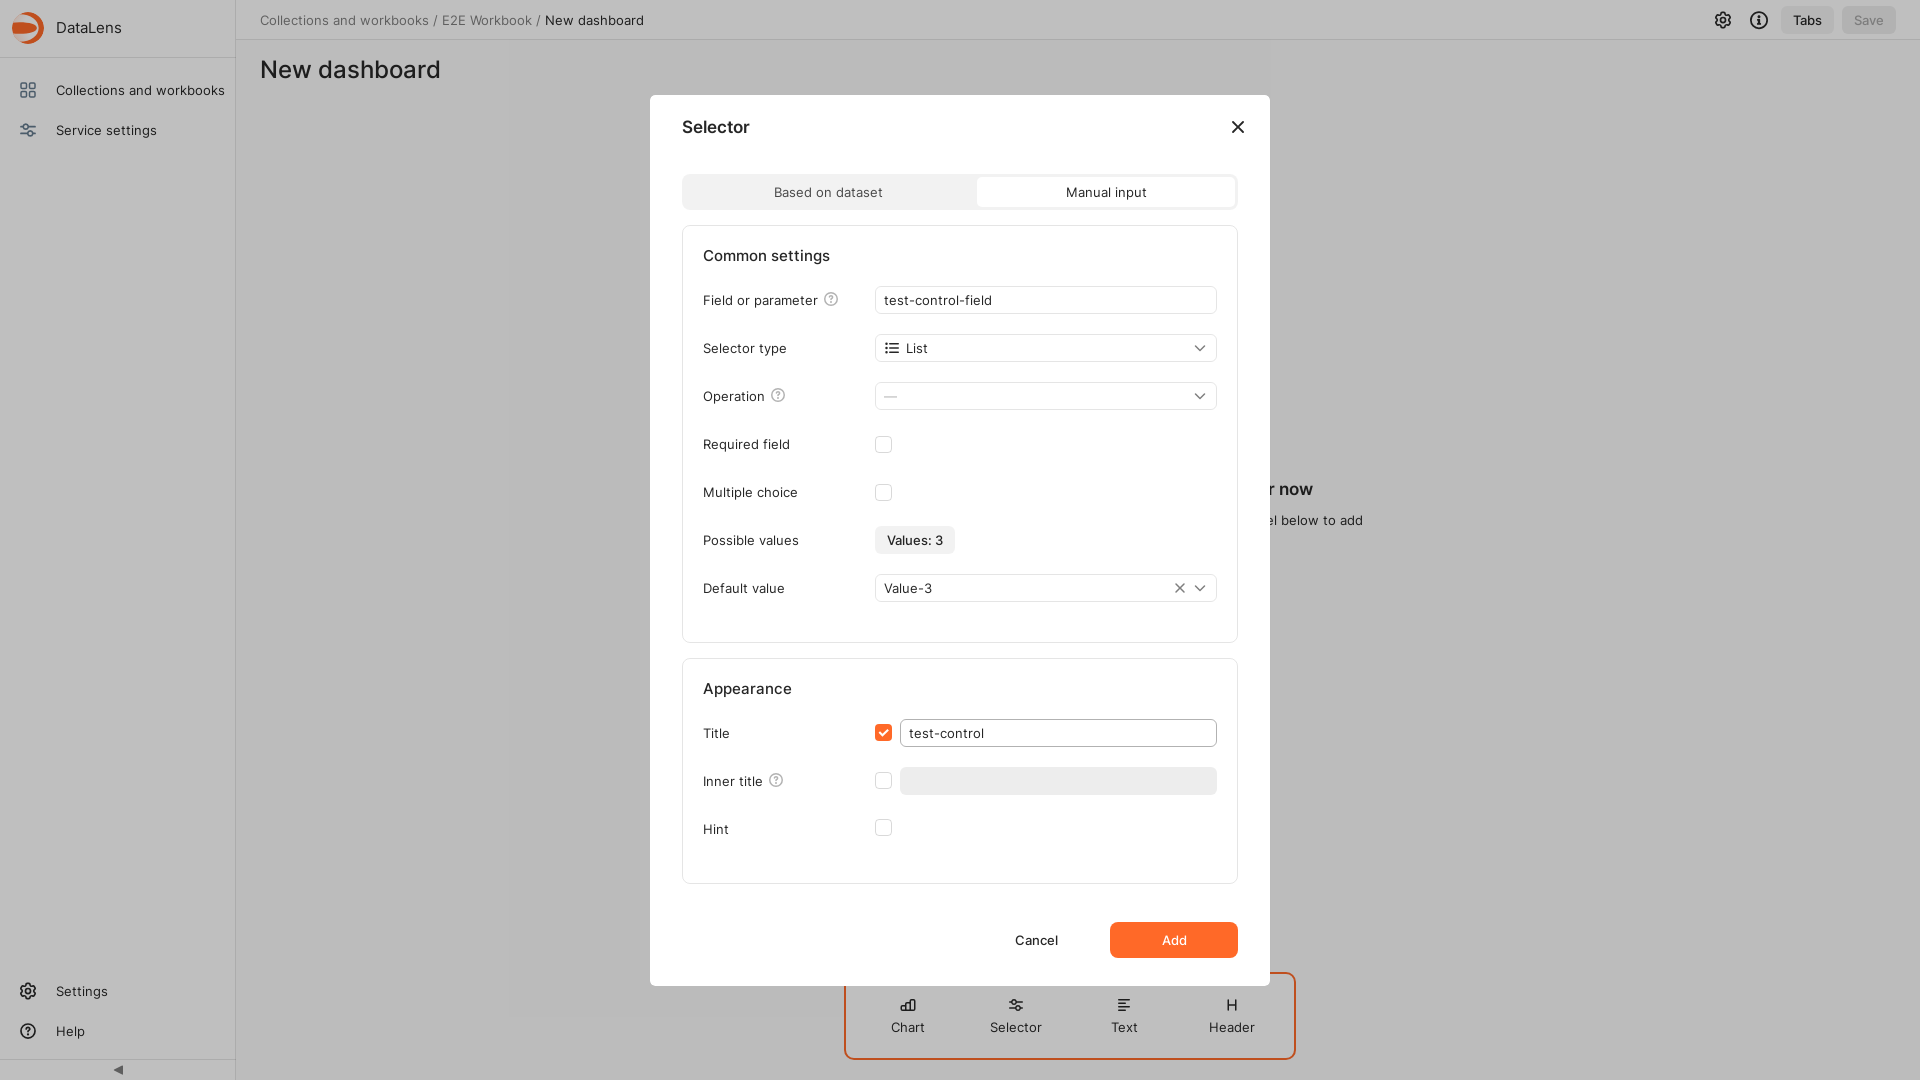 DataLens
Collections and workbooks / E2E Workbook / New dashboard
Tabs
Save
Collections and workbooks
Service settings
New dashboard
Selector
Based on dataset
Manual input
Common settings
Field or parameter
test-control-field
Selector type
List
Operation
—
Required field
Multiple choice
Possible values
Values: 3
Default value
Value-3
Appearance
Title
test-control
Inner title
Hint
Cancel
Add
now
below to add
Chart
Selector
Text
Header
Settings
Help